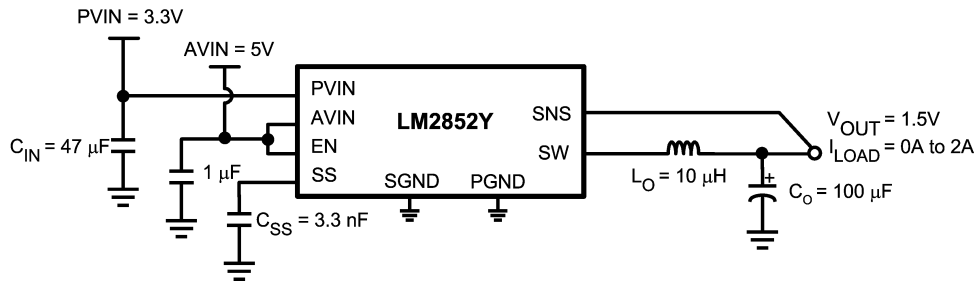 PVIN = 3.3V
AVIN = 5V
PVIN
AVIN
EN
SS
LM2852Y
SNS
SW
SGND
PGND
C_IN = 47 µF
1 µF
C_SS = 3.3 nF
L_O = 10 µH
C_O = 100 µF
V_OUT = 1.5V
I_LOAD = 0A to 2A
+